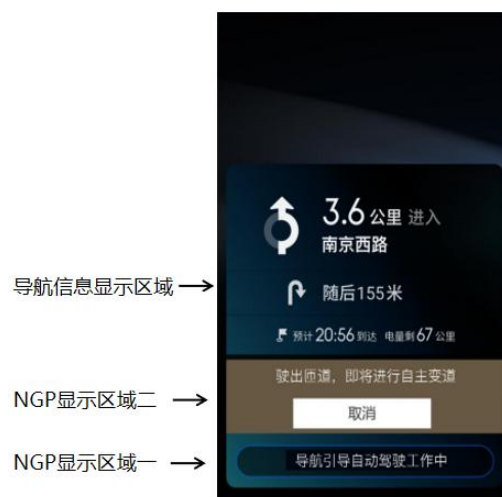 3.6 公里 进入
南京西路
导航信息显示区域
随后155米
预计 20:56 到达 电量剩 67 公里
驶出匝道，即将进行自主变道
NGP显示区域二
取消
NGP显示区域一
导航引导自动驾驶工作中